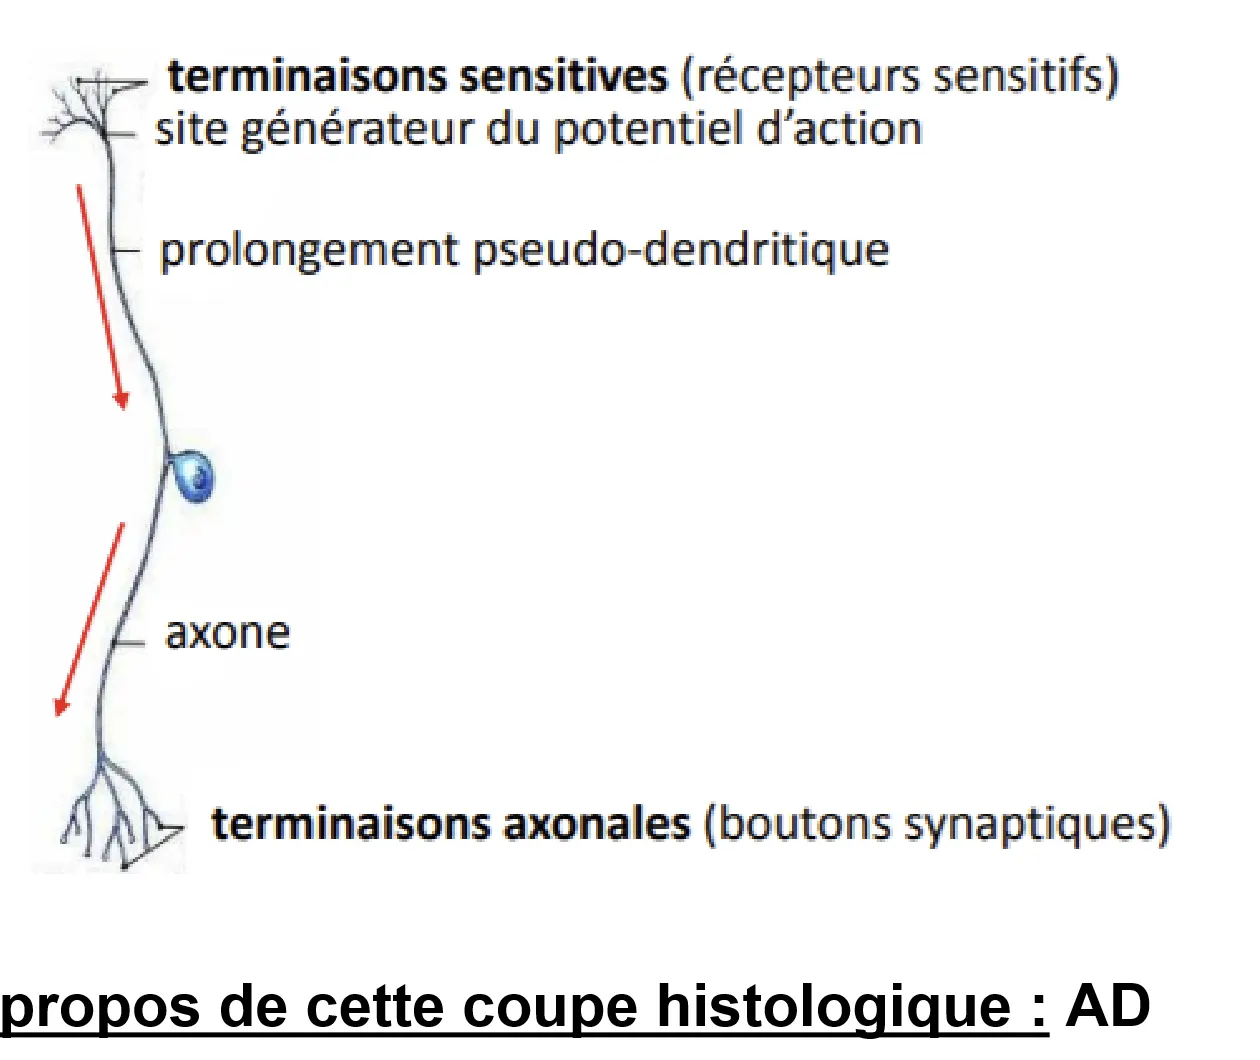 terminaisons sensitives (récepteurs sensitifs)
site générateur du potentiel d’action
prolongement pseudo-dendritique
axone
terminaisons axonales (boutons synaptiques)
propos de cette coupe histologique : AD